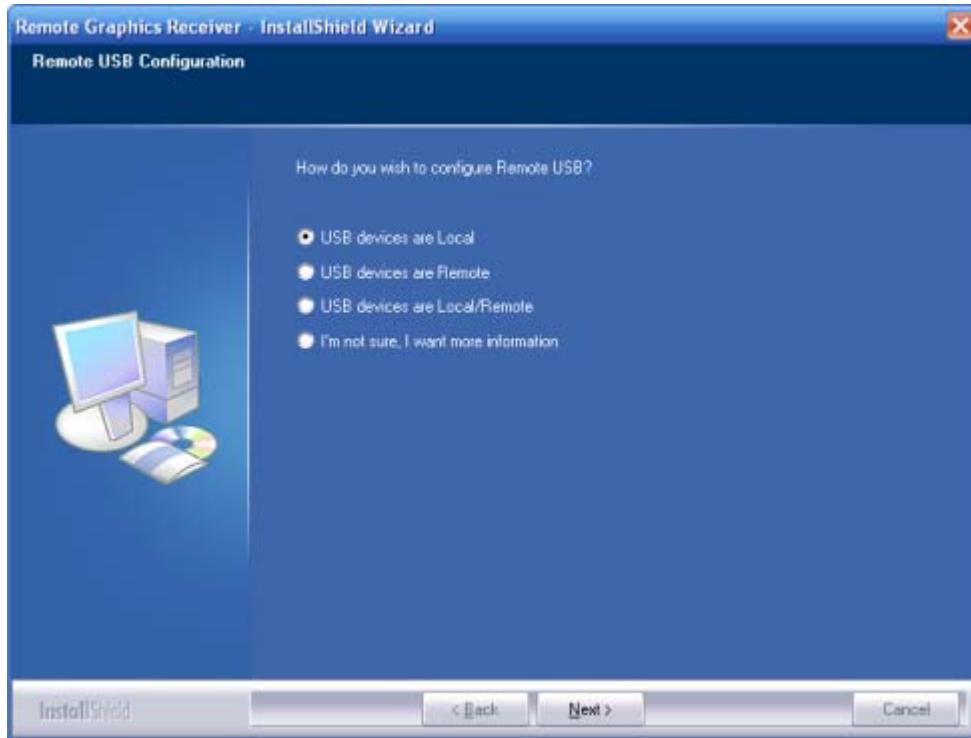 Remote Graphics Receiver - InstallShield Wizard
Remote USB Configuration
How do you wish to configure Remote USB?
USB devices are Local
USB devices are Remote
USB devices are Local/Remote
I'm not sure, I want more information
InstallShield
< Back
Next >
Cancel